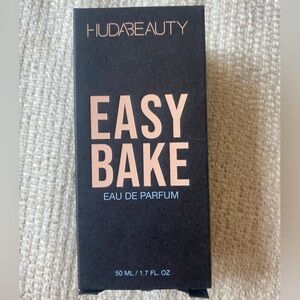 HUDABEAUTY
EASY
BAKE
EAU DE PARFUM
50 ML / 1.7 FL. OZ